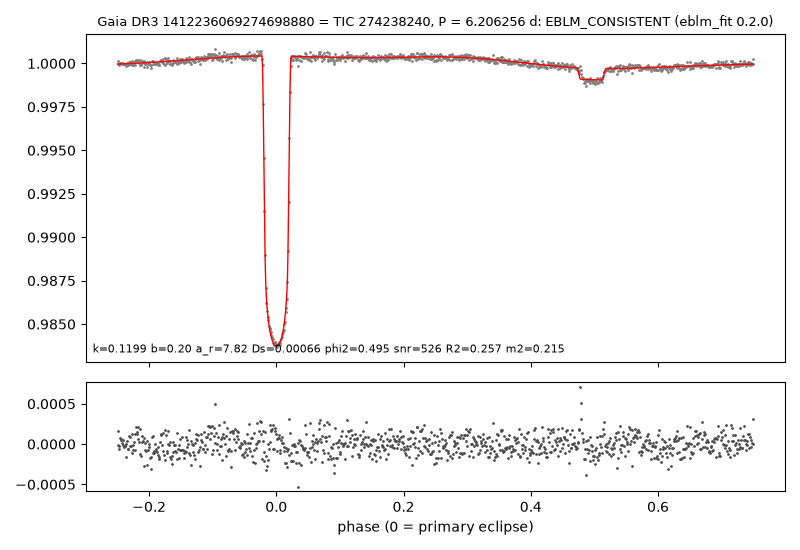 Gaia DR3 1412236069274698880 = TIC 274238240, P = 6.206256 d: EBLM_CONSISTENT (eblm_fit 0.2.0)
1.0000
0.9975
0.9950
0.9925
0.9900
0.9875
0.9850
k=0.1199 b=0.20 a_r=7.82 Ds=0.00066 phi2=0.495 snr=526 R2=0.257 m2=0.215
0.0005
0.0000
−0.0005
−0.2 0.0 0.2 0.4 0.6
phase (0 = primary eclipse)